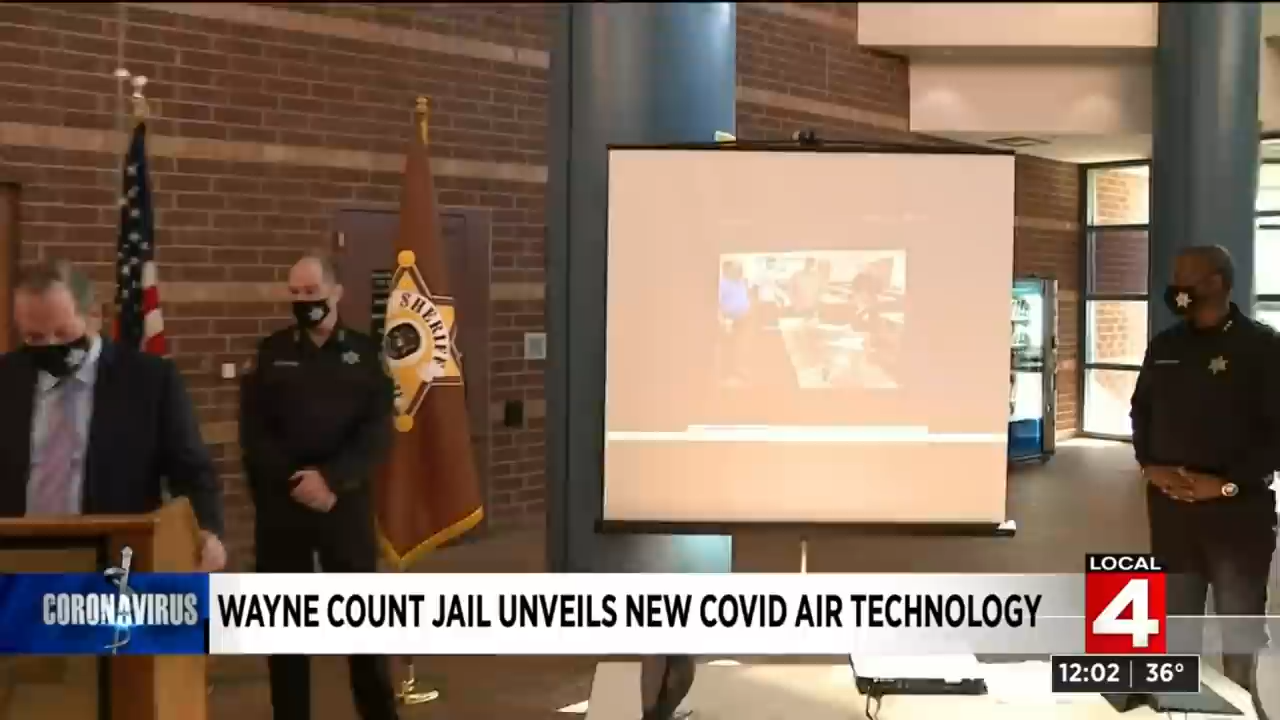 SHERIFF
CORONAVIRUS
WAYNE COUNT JAIL UNVEILS NEW COVID AIR TECHNOLOGY
LOCAL
4
12:02 | 36°